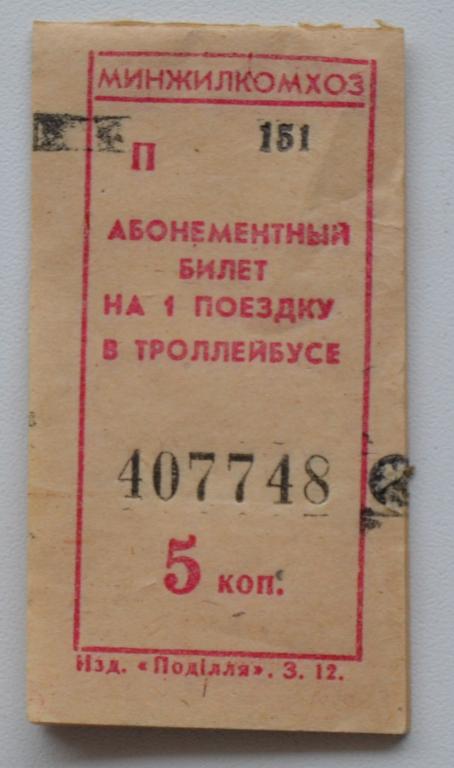 МИНЖИЛКОМХОЗ
П 151
АБОНЕМЕНТНЫЙ
БИЛЕТ
НА 1 ПОЕЗДКУ
В ТРОЛЛЕЙБУСЕ
407748
5 коп.
Изд. «Поділля». З. 12.